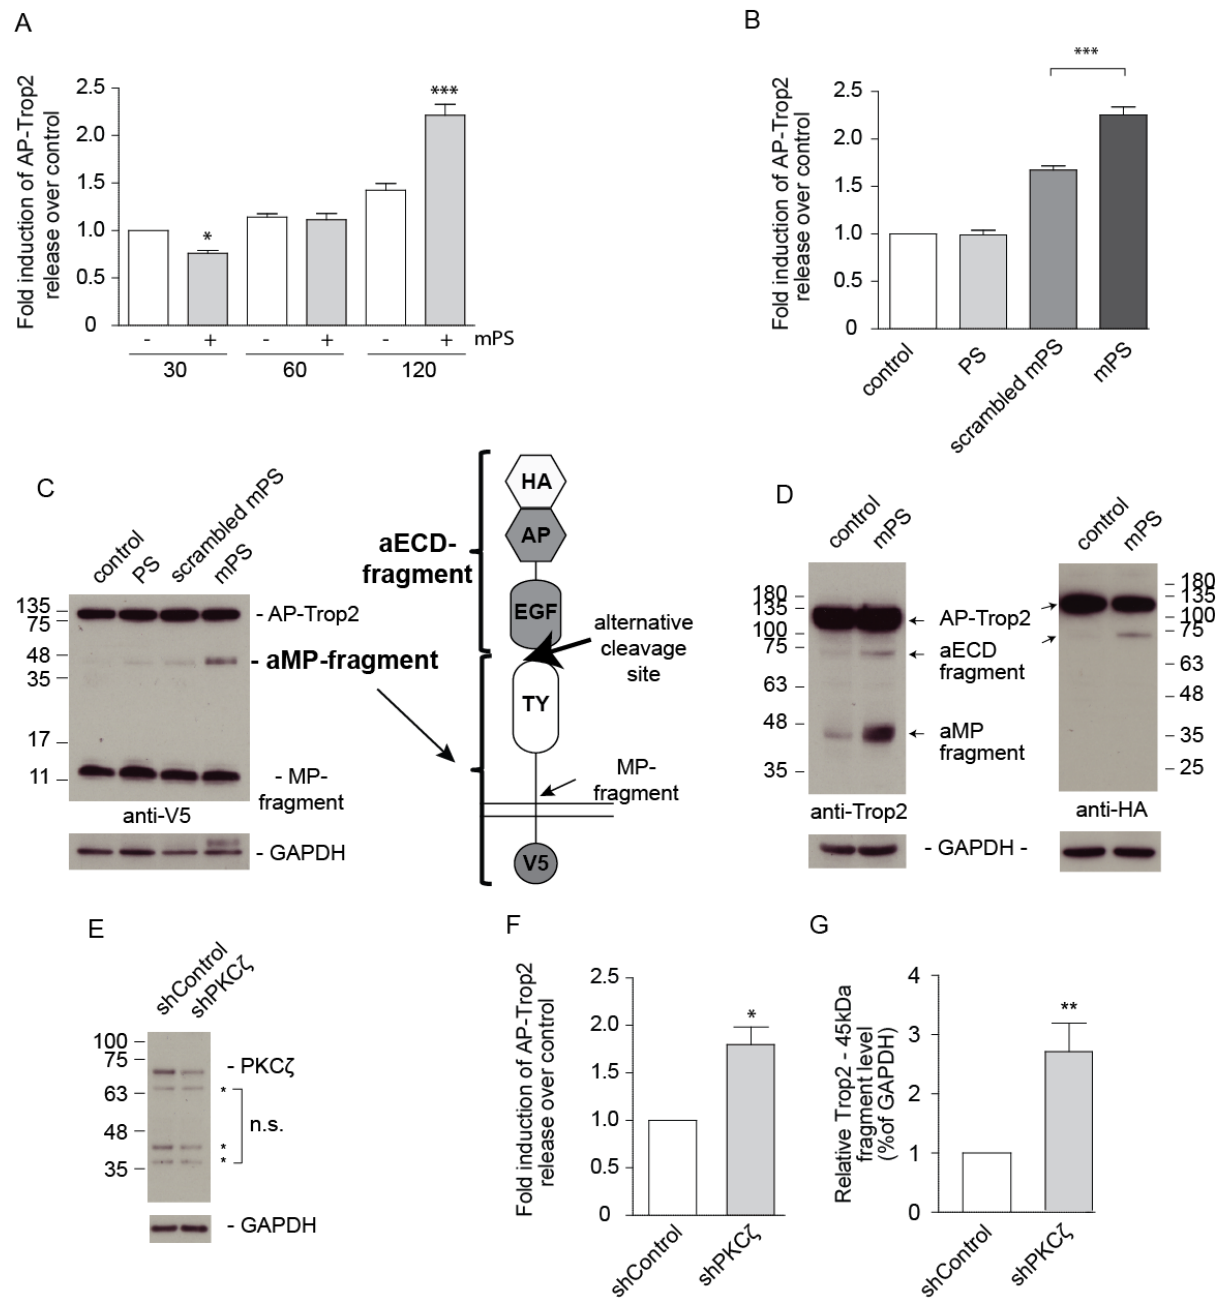 A
Fold induction of AP-Trop2
release over control
2.5
2.0
1.5
1.0
0.5
0
*
***
- + - + - + mPS
30 60 120
B
Fold induction of AP-Trop2
release over control
2.5
2.0
1.5
1.0
0.5
0
***
control PS scrambled mPS mPS
C
control PS scrambled mPS mPS
135
75
48
35
17
11
- AP-Trop2
- aMP-fragment
- MP-
fragment
anti-V5
- GAPDH
aECD-
fragment
HA
AP
EGF
TY
V5
alternative
cleavage
site
MP-
fragment
D
control mPS
180
135
100
75
63
48
35
AP-Trop2
aECD
fragment
aMP
fragment
anti-Trop2
- GAPDH -
control mPS
180
135
100
75
63
48
35
25
anti-HA
E
shControl shPKCζ
100
75
63
48
35
- PKCζ
*
*
*
n.s.
- GAPDH
F
Fold induction of AP-Trop2
release over control
2.5
2.0
1.5
1.0
0.5
0
*
shControl shPKCζ
G
Relative Trop2 - 45kDa
fragment level
(%of GAPDH)
4
3
2
1
0
**
shControl shPKCζ